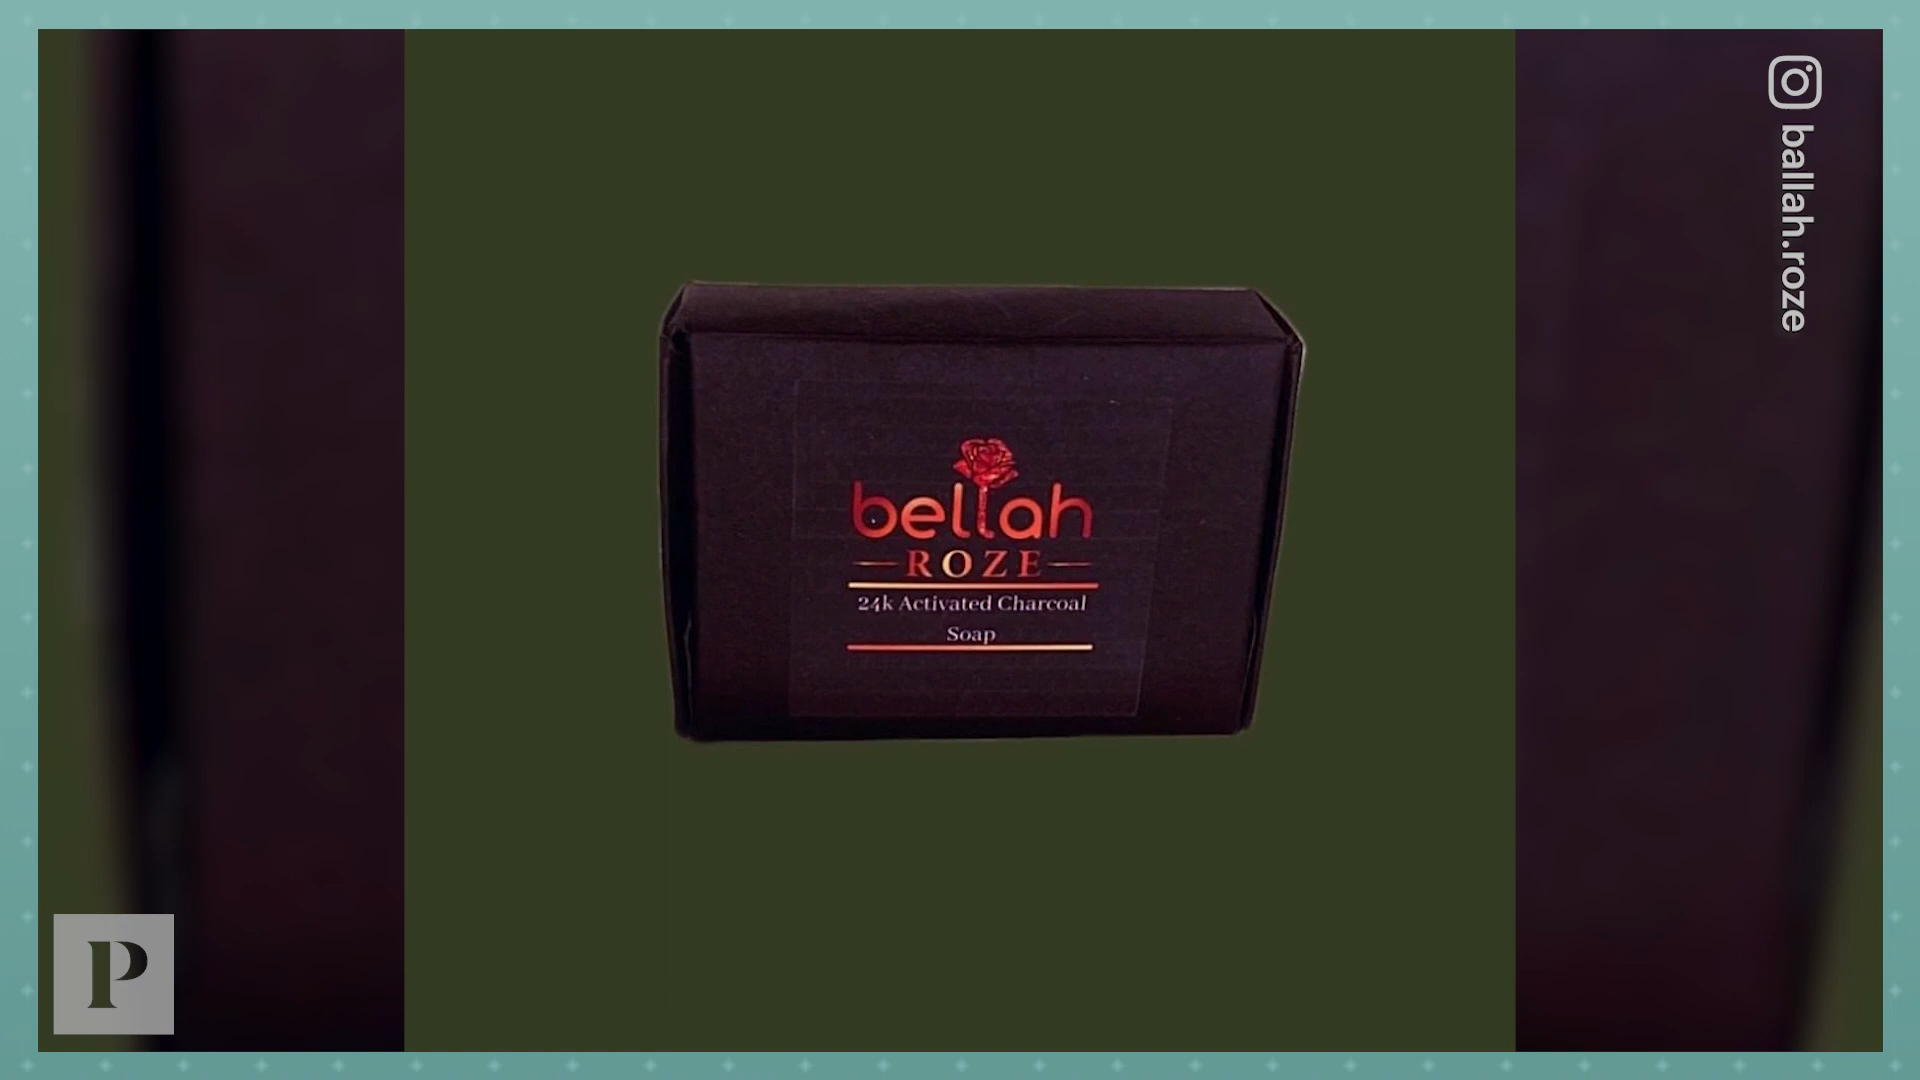 bellah
ROZE
24k Activated Charcoal
Soap
ballah.roze
P